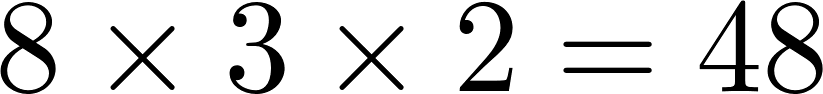 8 × 3 × 2 = 48